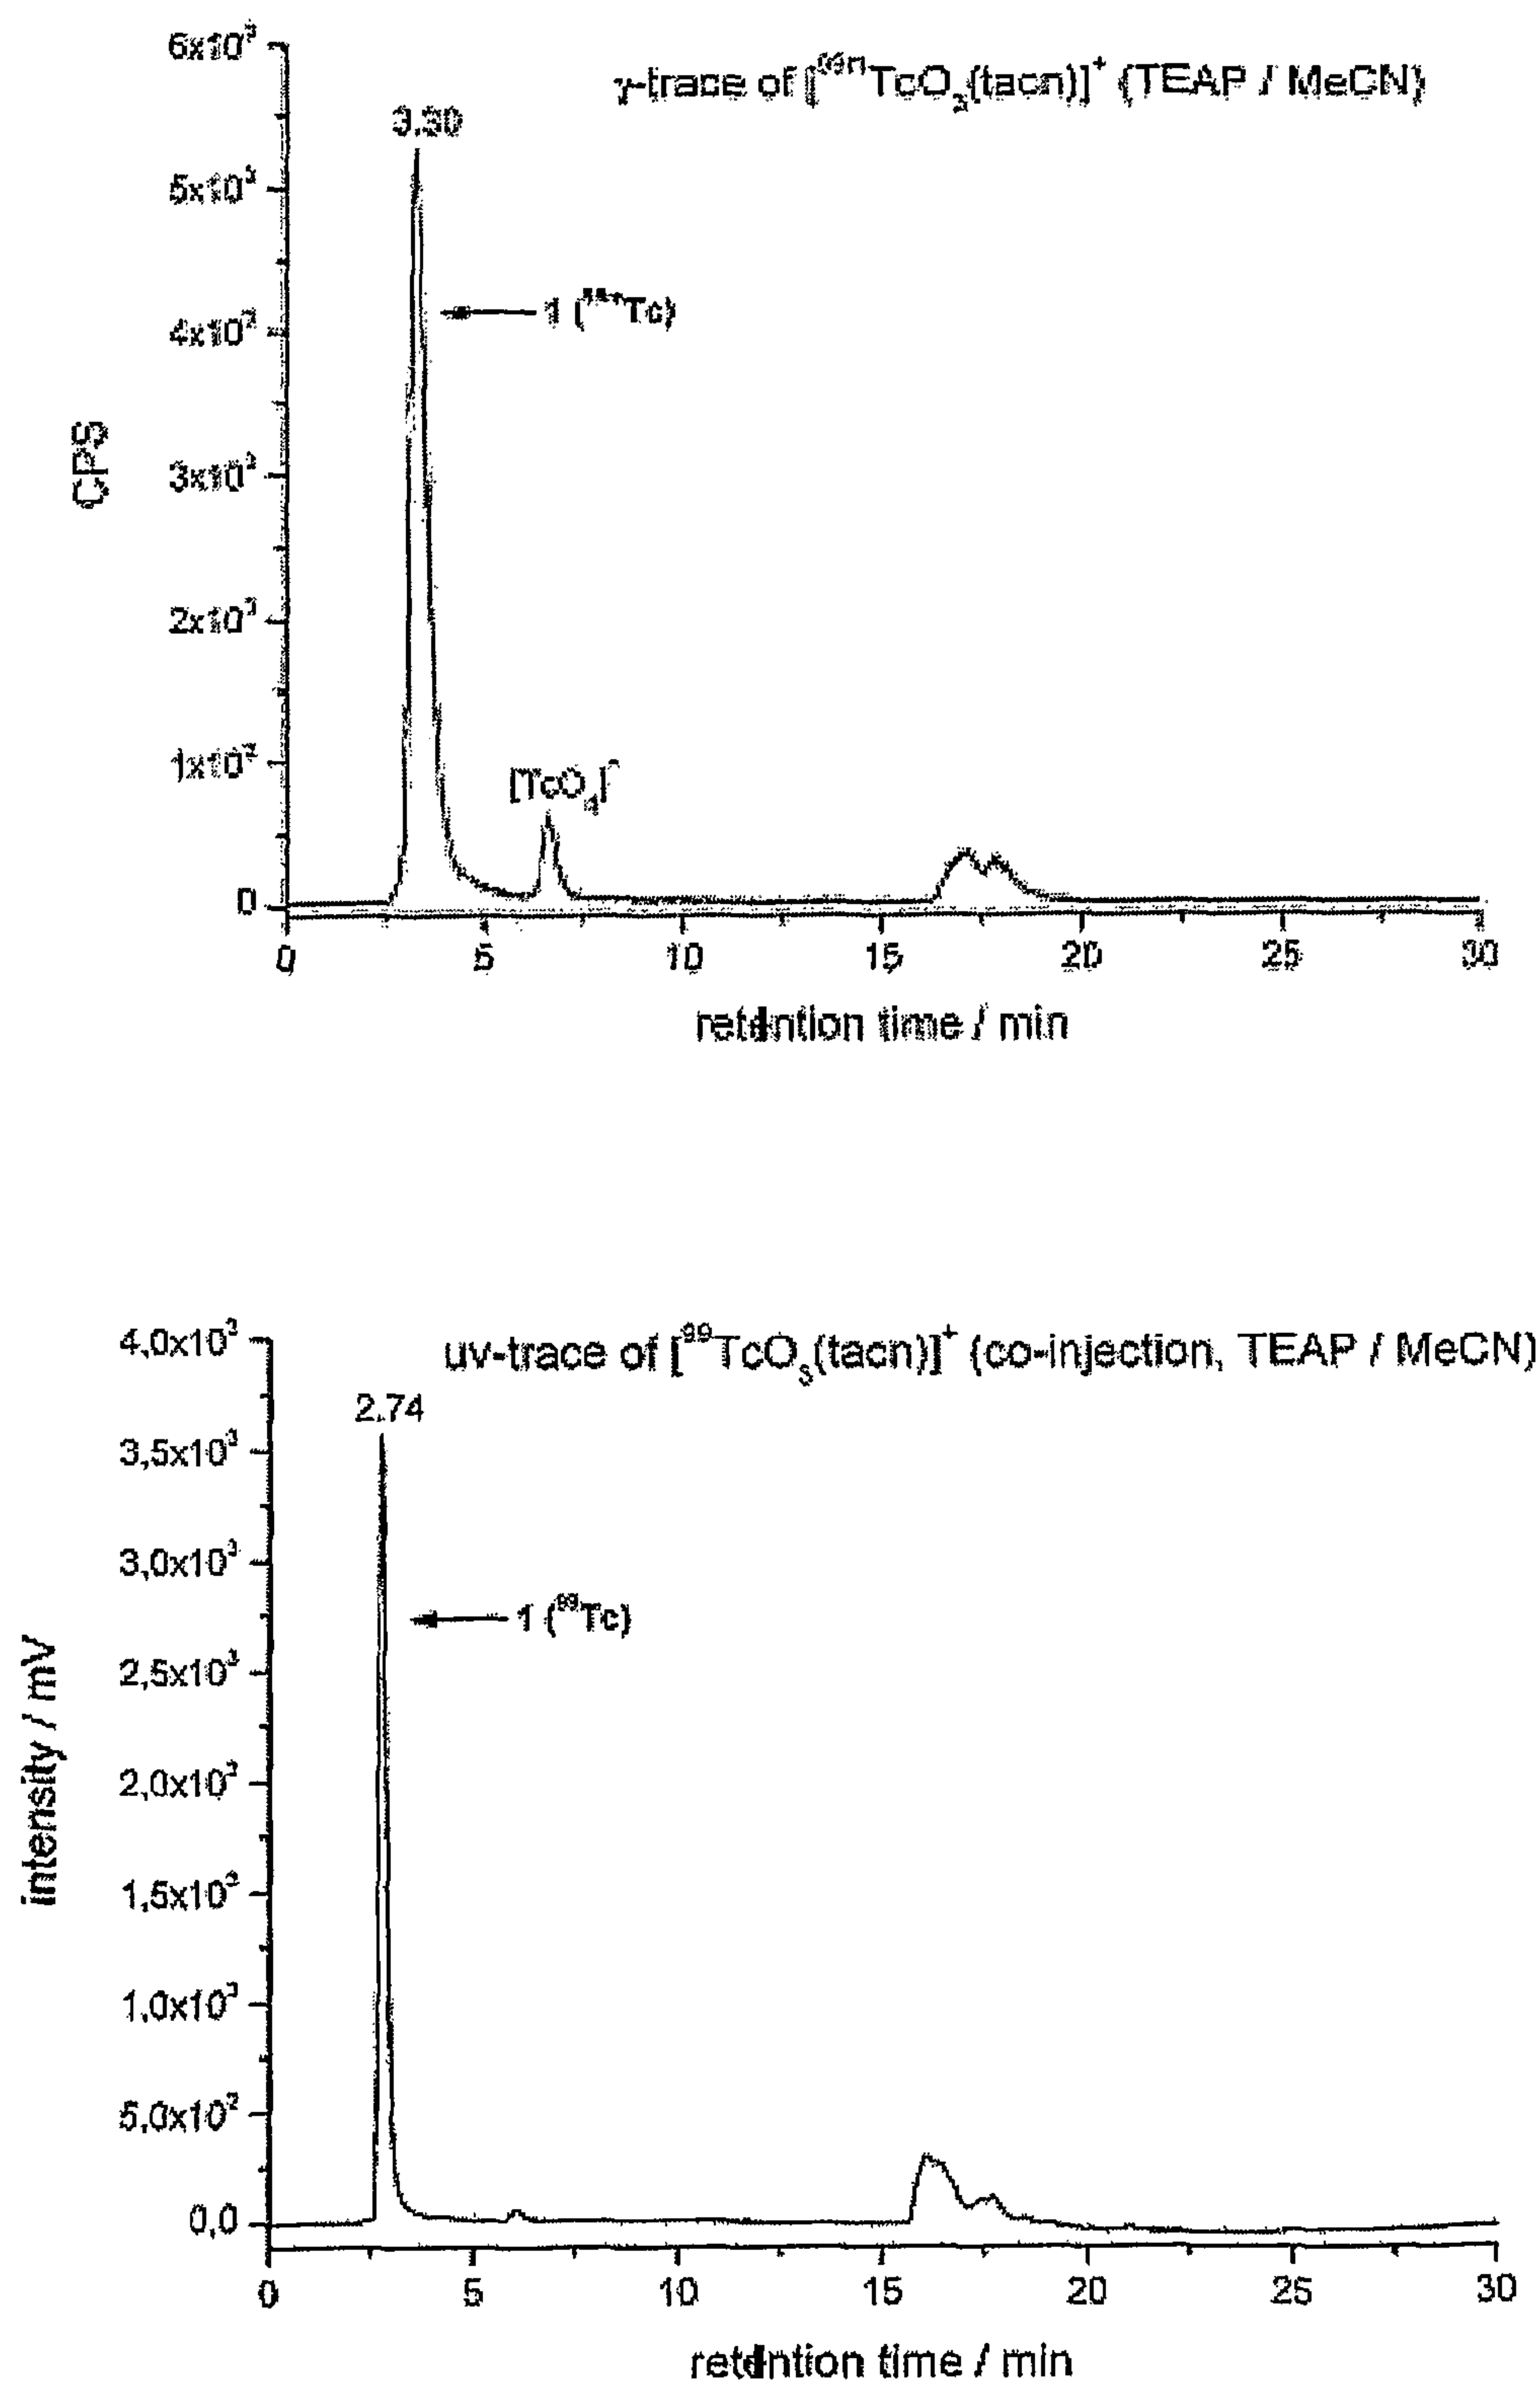 γ-trace of [⁹⁹ᵐTcO₃(tacn)]⁺ (TEAP / MeCN)
6x10³
3.30
5x10³
1 (⁹⁹ᵐTc)
4x10³
CPS
3x10³
2x10³
1x10³
[TcO₄]⁻
0
0 5 10 15 20 25 30
retention time / min
uv-trace of [⁹⁹TcO₃(tacn)]⁺ (co-injection, TEAP / MeCN)
4,0x10³
2.74
3,5x10³
3,0x10³
1 (⁹⁹Tc)
2,5x10³
intensity / mV
2,0x10³
1,5x10³
1,0x10³
5,0x10²
0,0
0 5 10 15 20 25 30
retention time / min